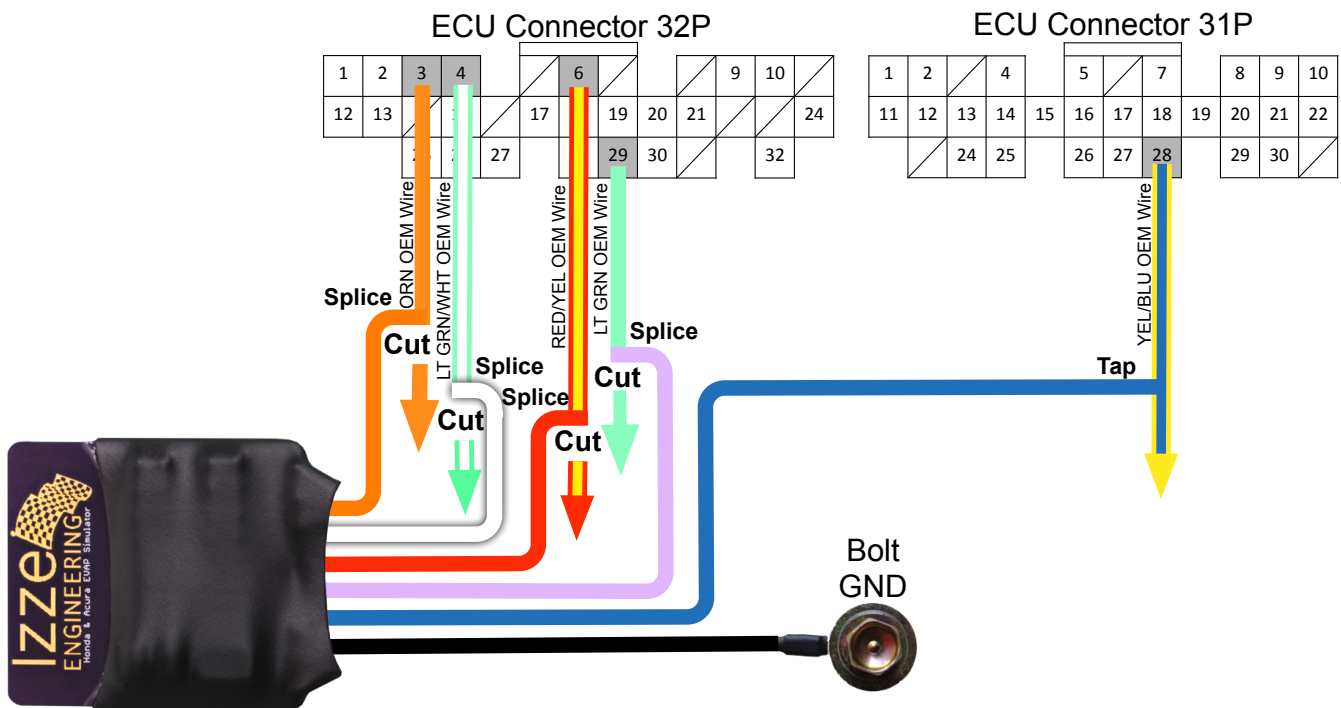 ECU Connector 32P
ECU Connector 31P
1 2 3 4 6 9 10
12 13 17 19 20 21 24
27 29 30 32
1 2 4 5 7 8 9 10
11 12 13 14 15 16 17 18 19 20 21 22
24 25 26 27 28 29 30
ORN OEM Wire
LT GRN/WHT OEM Wire
RED/YEL OEM Wire
LT GRN OEM Wire
YEL/BLU OEM Wire
Splice
Cut
Splice
Cut
Splice
Cut
Splice
Cut
Tap
Bolt
GND
Izze
ENGINEERING
Honda & Acura EVAP Simulator